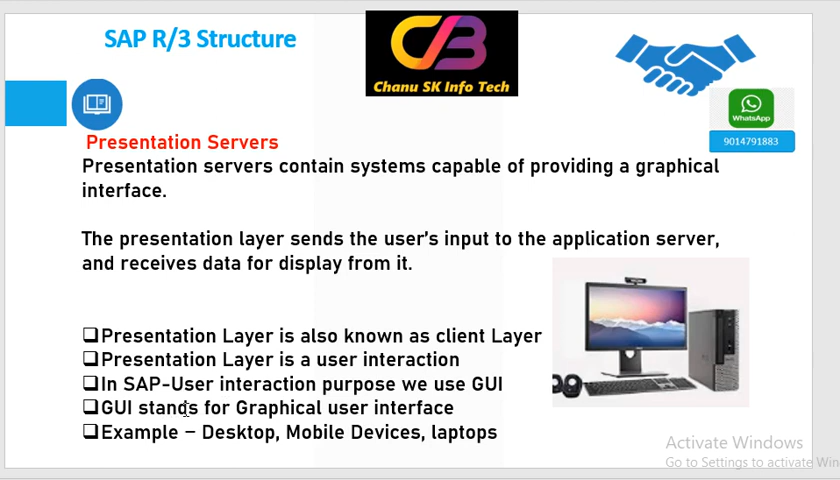 SAP R/3 Structure
Chanu SK Info Tech
WhatsApp
9014791883
Presentation Servers
Presentation servers contain systems capable of providing a graphical
interface.
The presentation layer sends the user's input to the application server,
and receives data for display from it.
❑Presentation Layer is also known as client Layer
❑Presentation Layer is a user interaction
❑In SAP-User interaction purpose we use GUI
❑GUI stands for Graphical user interface
❑Example – Desktop, Mobile Devices, laptops
Activate Windows
Go to Settings to activate Win